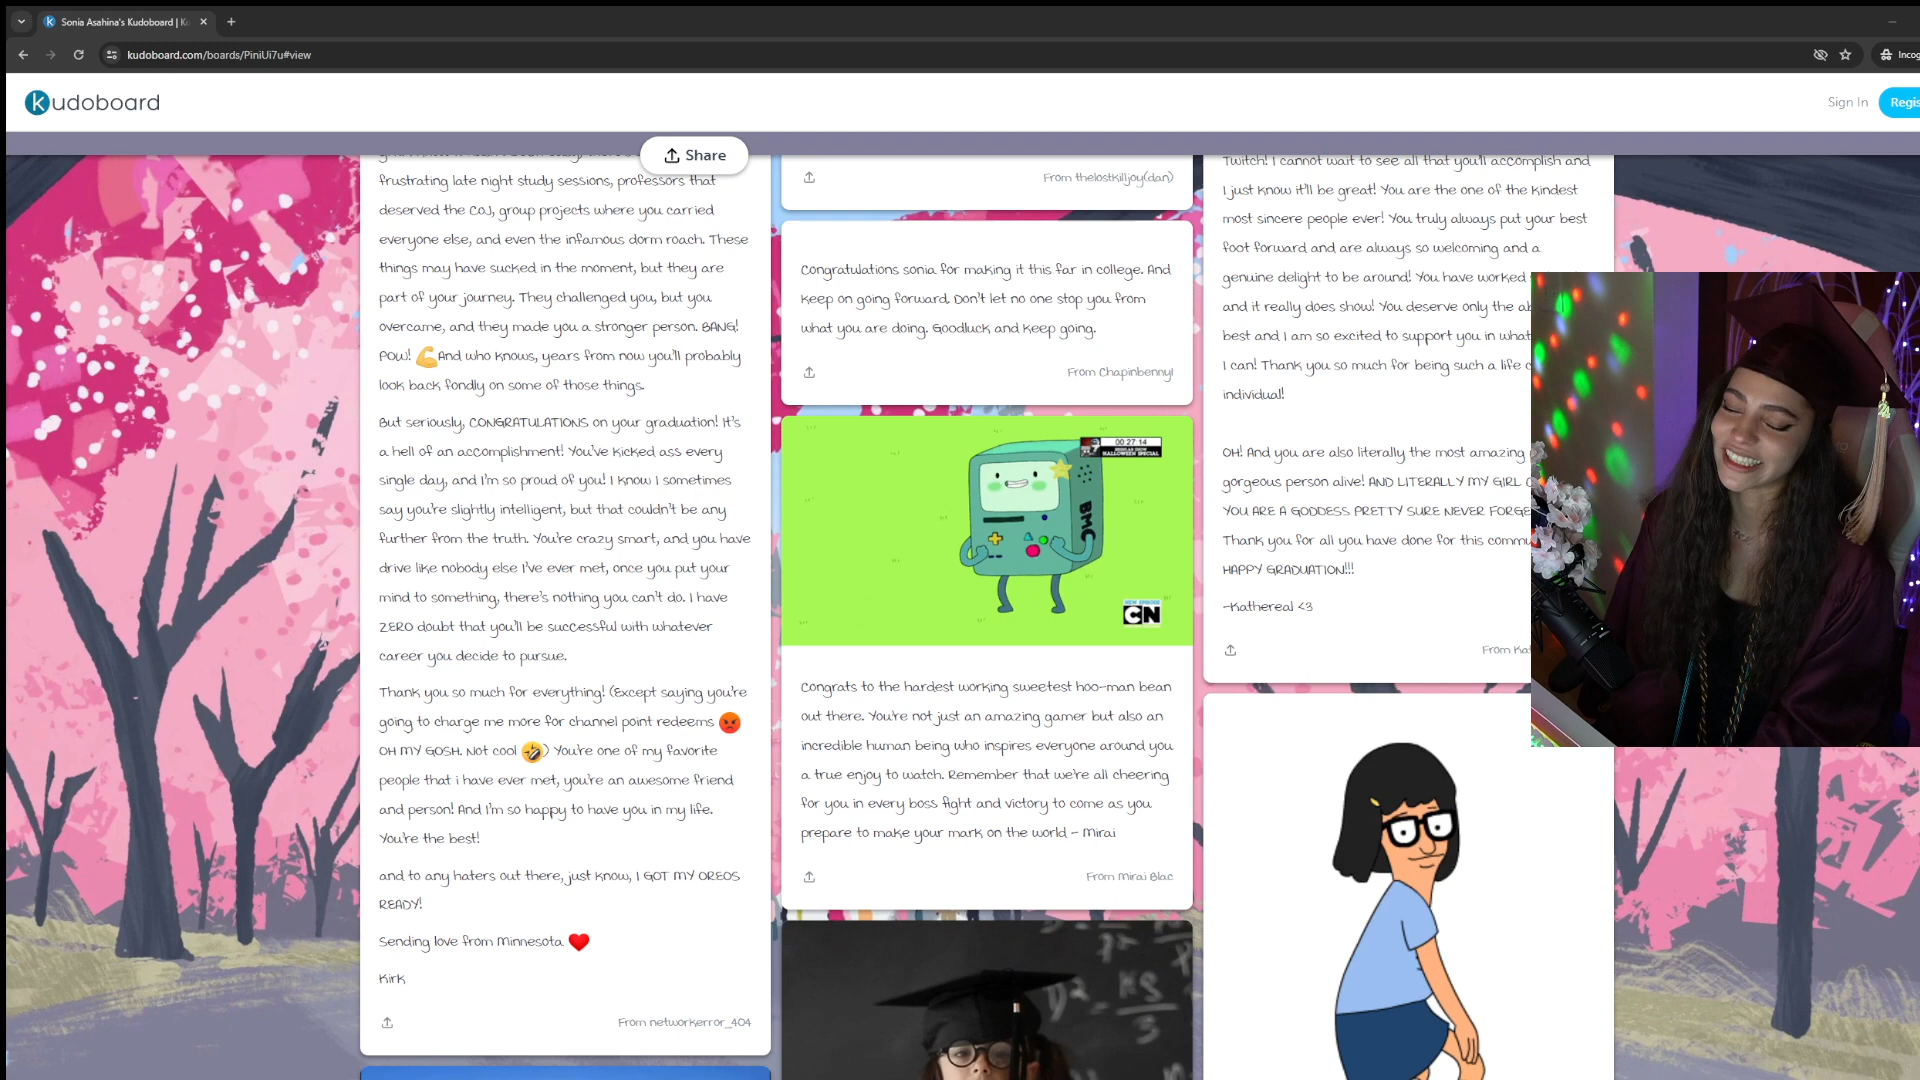 Sonia Asahina's Kudoboard | Ku
kudoboard.com/boards/PiniUi7u#view
Incog
kudoboard
Sign In
Regis
Share
frustrating late night study sessions, professors that
deserved the CoJ, group projects where you carried
everyone else, and even the infamous dorm roach. These
things may have sucked in the moment, but they are
part of your journey. They challenged you, but you
overcame, and they made you a stronger person. BANG!
POW! 💪And who knows, years from now you'll probably
look back fondly on some of those things.
But seriously, CONGRATULATIONS on your graduation! It's
a hell of an accomplishment! You've kicked ass every
single day, and I'm so proud of you! I know I sometimes
say you're slightly intelligent, but that couldn't be any
further from the truth. You're crazy smart, and you have
drive like nobody else I've ever met, once you put your
mind to something, there's nothing you can't do. I have
ZERO doubt that you'll be successful with whatever
career you decide to pursue.
Thank you so much for everything! (Except saying you're
going to charge me more for channel point redeems 😡
OH MY GOSH. Not cool 🤣) You're one of my favorite
people that i have ever met, you're an awesome friend
and person! And I'm so happy to have you in my life.
You're the best!
and to any haters out there, just know, I GOT MY OREOS
READY!
Sending love from Minnesota ❤️
Kirk
From networkerror_404
From thelostkilljoy(dan)
Congratulations sonia for making it this far in college. And
keep on going forward. Don't let no one stop you from
what you are doing. Goodluck and keep going.
From Chapinbenny1
00:27:14
REGULAR SHOW
HALLOWEEN SPECIAL
BMO
NEW EPISODE
CN
Congrats to the hardest working sweetest hoo-man bean
out there. You're not just an amazing gamer but also an
incredible human being who inspires everyone around you
a true enjoy to watch. Remember that we're all cheering
for you in every boss fight and victory to come as you
prepare to make your mark on the world - Mirai
From Mirai Blac
Twitch! I cannot wait to see all that you'll accomplish and
I just know it'll be great! You are the one of the kindest
most sincere people ever! You truly always put your best
foot forward and are always so welcoming and a
genuine delight to be around! You have worked
and it really does show! You deserve only the ab
best and I am so excited to support you in what
I can! Thank you so much for being such a life c
individual!
OH! And you are also literally the most amazing
gorgeous person alive! AND LITERALLY MY GIRL C
YOU ARE A GODDESS PRETTY SURE NEVER FORGE
Thank you for all you have done for this commu
HAPPY GRADUATION!!!
-Kathereal <3
From Kat